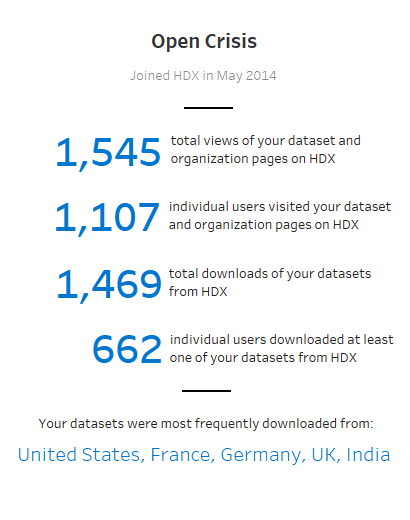 Open Crisis
Joined HDX in May 2014
1,545 total views of your dataset and
organization pages on HDX
1,107 individual users visited your dataset
and organization pages on HDX
1,469 total downloads of your datasets
from HDX
662 individual users downloaded at least
one of your datasets from HDX
Your datasets were most frequently downloaded from:
United States, France, Germany, UK, India